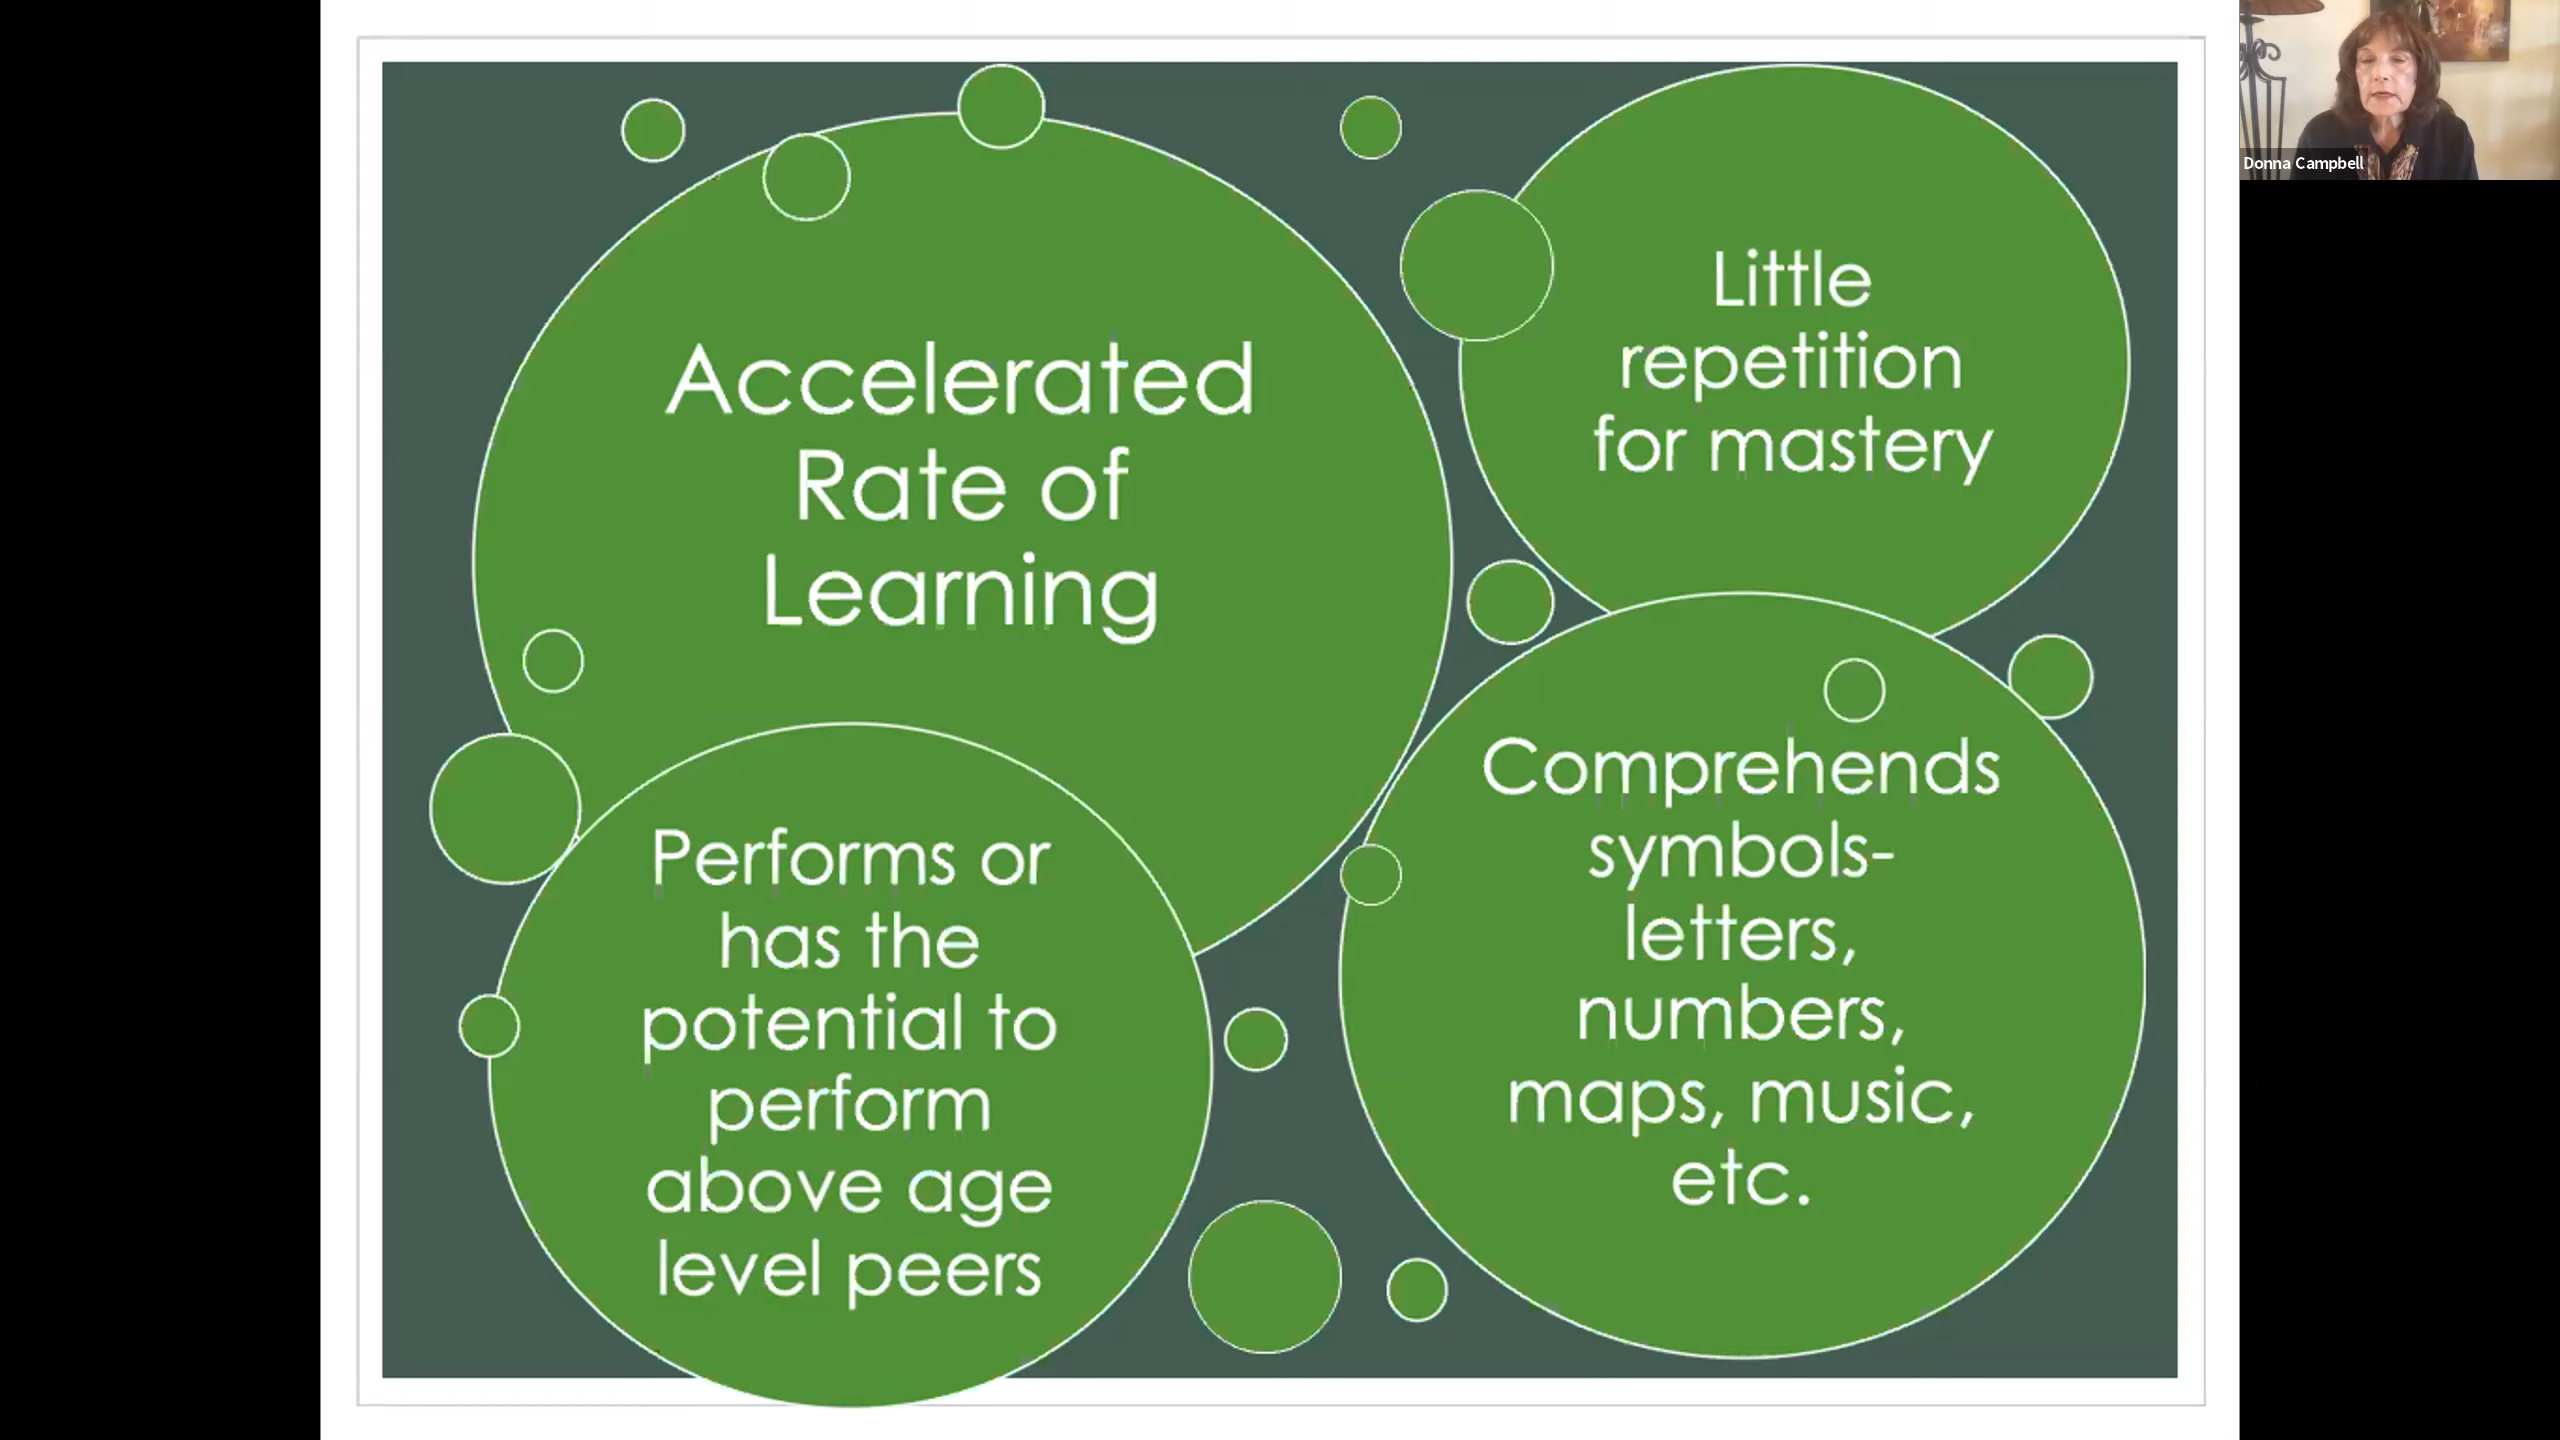 Accelerated
Rate of
Learning
Little
repetition
for mastery
Performs or
has the
potential to
perform
above age
level peers
Comprehends
symbols-
letters,
numbers,
maps, music,
etc.
Donna Campbell